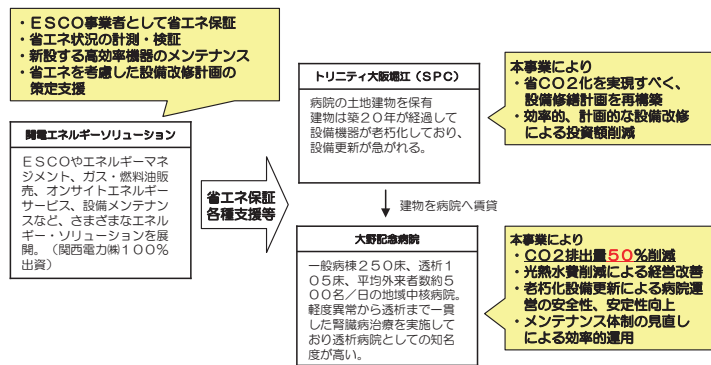 ・ＥＳＣＯ事業者として省エネ保証
・省エネ状況の計測・検証
・新設する高効率機器のメンテナンス
・省エネを考慮した設備改修計画の
策定支援
関電エネルギーソリューション
ＥＳＣＯやエネルギーマネ
ジメント、ガス・燃料油販
売、オンサイトエネルギー
サービス、設備メンテナン
スなど、さまざまなエネル
ギー・ソリューションを展
開。（関西電力㈱１００％
出資）
省エネ保証
各種支援等
トリニティ大阪堀江（ＳＰＣ）
病院の土地建物を保有
建物は築２０年が経過して
設備機器が老朽化しており、
設備更新が急がれる。
本事業により
・省ＣＯ２化を実現すべく、
設備修繕計画を再構築
・効率的、計画的な設備改修
による投資額削減
建物を病院へ賃貸
大野記念病院
一般病棟２５０床、透析１
０５床、平均外来者数約５
００名／日の地域中核病院。
軽度異常から透析まで一貫
した腎臓病治療を実施して
おり透析病院としての知名
度が高い。
本事業により
・ＣＯ２排出量５０％削減
・光熱水費削減による経営改善
・老朽化設備更新による病院運
営の安全性、安定性向上
・メンテナンス体制の見直し
による効率的運用